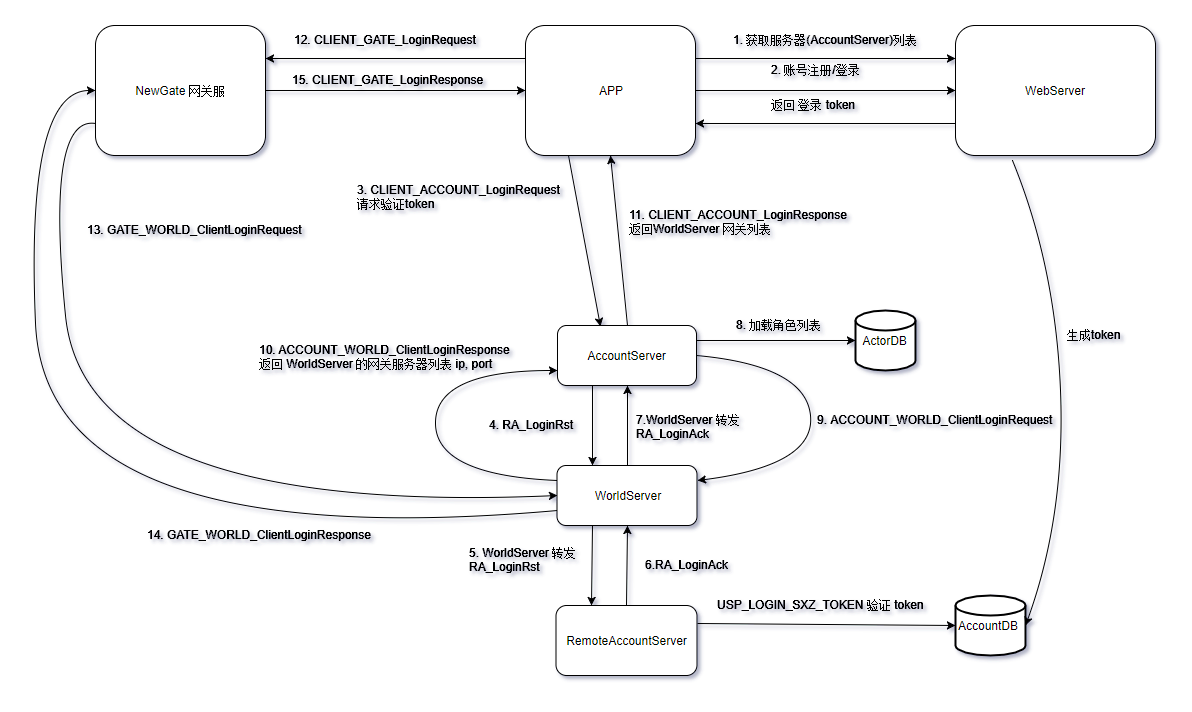 12. CLIENT_GATE_LoginRequest
1. 获取服务器(AccountServer)列表
2. 账号注册/登录
15. CLIENT_GATE_LoginResponse
NewGate 网关服
APP
WebServer
返回 登录 token
3. CLIENT_ACCOUNT_LoginRequest
请求验证token
11. CLIENT_ACCOUNT_LoginResponse
返回WorldServer 网关列表
13. GATE_WORLD_ClientLoginRequest
8. 加载角色列表
ActorDB
生成token
10. ACCOUNT_WORLD_ClientLoginResponse
返回 WorldServer 的网关服务器列表 ip, port
AccountServer
4. RA_LoginRst
7.WorldServer 转发
RA_LoginAck
9. ACCOUNT_WORLD_ClientLoginRequest
WorldServer
14. GATE_WORLD_ClientLoginResponse
5. WorldServer 转发
RA_LoginRst
6.RA_LoginAck
USP_LOGIN_SXZ_TOKEN 验证 token
AccountDB
RemoteAccountServer